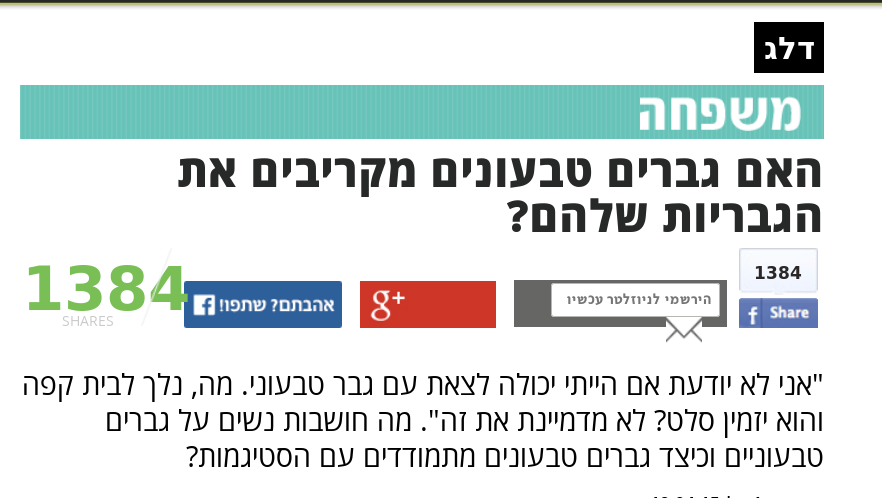 דלג
משפחה
האם גברים טבעונים מקריבים את
הגבריות שלהם?
1384
Share
הירשמי לניוזלטר עכשיו
g+
אהבתם? שתפו!
1384
SHARES
"אני לא יודעת אם הייתי יכולה לצאת עם גבר טבעוני. מה, נלך לבית קפה
והוא יזמין סלט? לא מדמיינת את זה". מה חושבות נשים על גברים
טבעוניים וכיצד גברים טבעונים מתמודדים עם הסטיגמות?